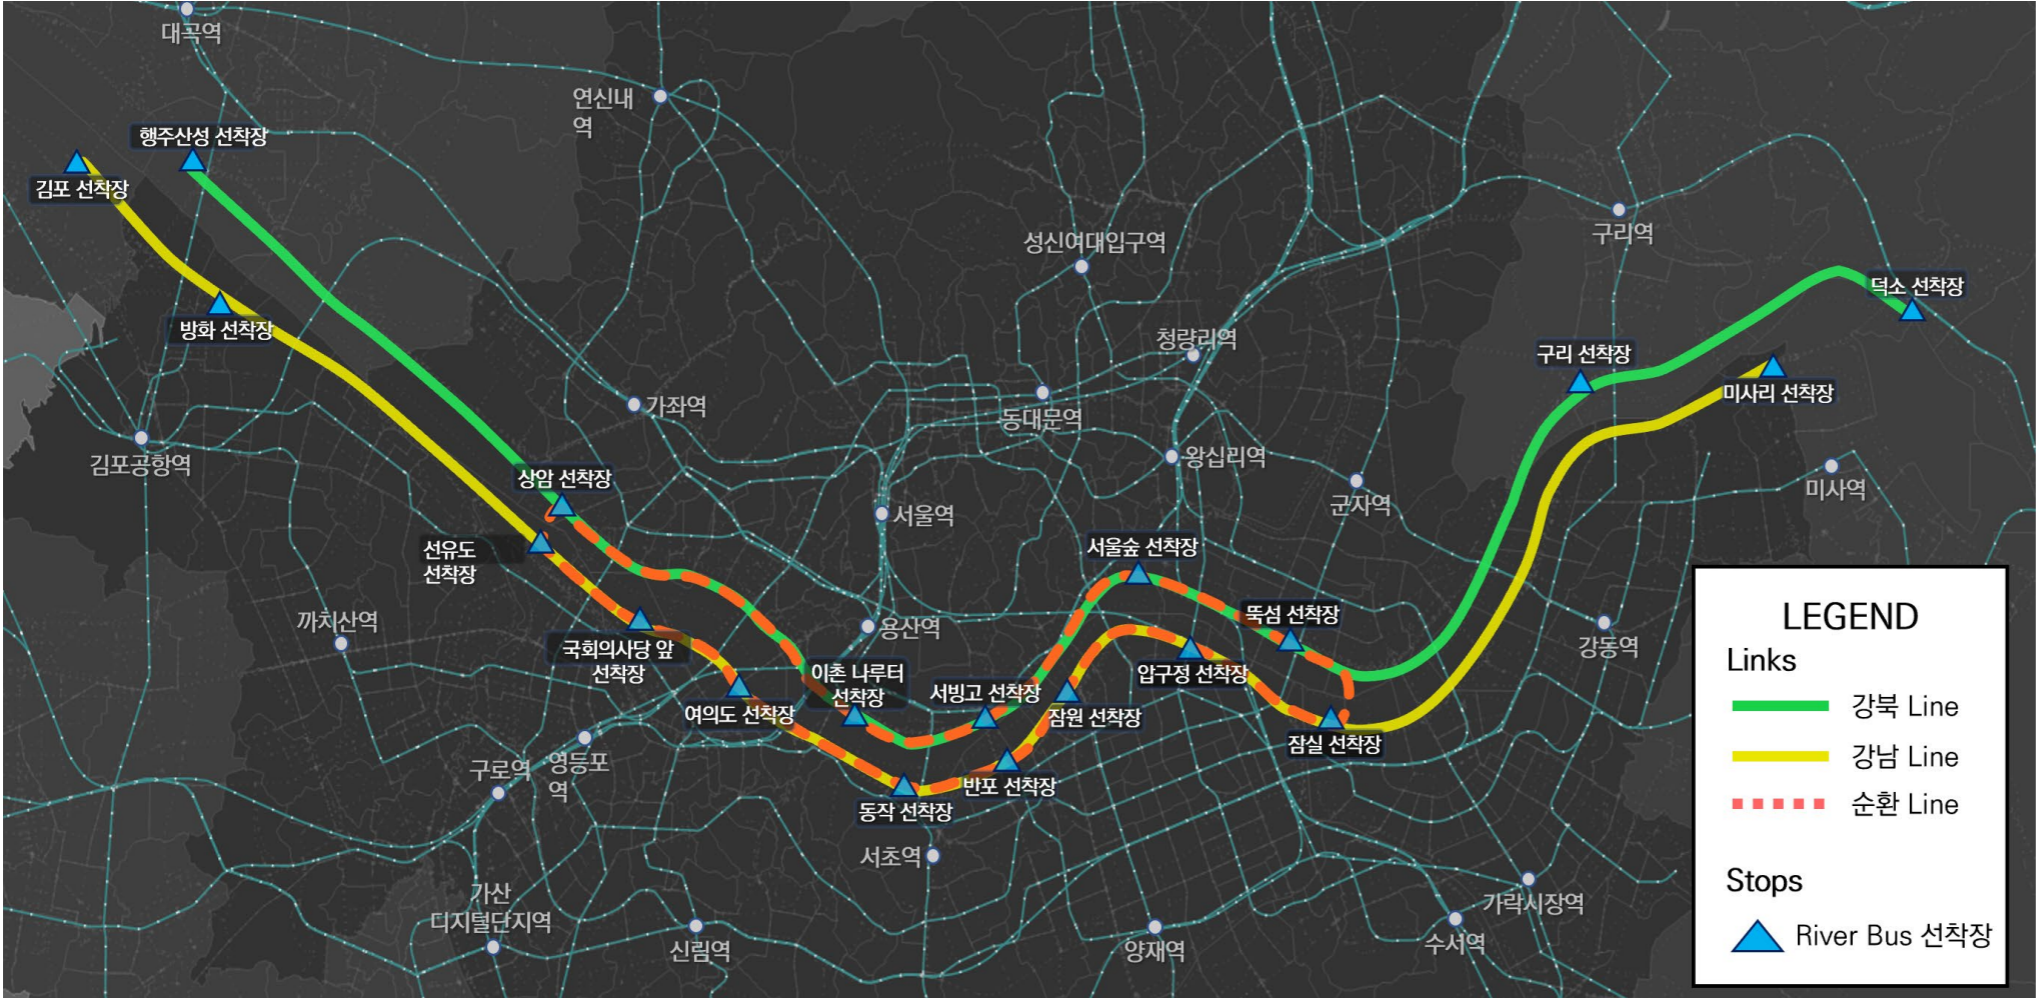 대곡역
연신내
역
행주산성 선착장
김포 선착장
구리역
성신여대입구역
덕소 선착장
방화 선착장
청량리역
구리 선착장
미사리 선착장
가좌역
동대문역
김포공항역
왕십리역
상암 선착장
군자역
미사역
서울역
선유도
선착장
서울숲 선착장
까치산역
용산역
뚝섬 선착장
강동역
국회의사당 앞
선착장
이촌 나루터
선착장
서빙고 선착장
압구정 선착장
여의도 선착장
잠원 선착장
잠실 선착장
구로역
영등포
역
반포 선착장
동작 선착장
서초역
가산
디지털단지역
신림역
양재역
수서역
가락시장역
LEGEND
Links
강북 Line
강남 Line
순환 Line
Stops
River Bus 선착장